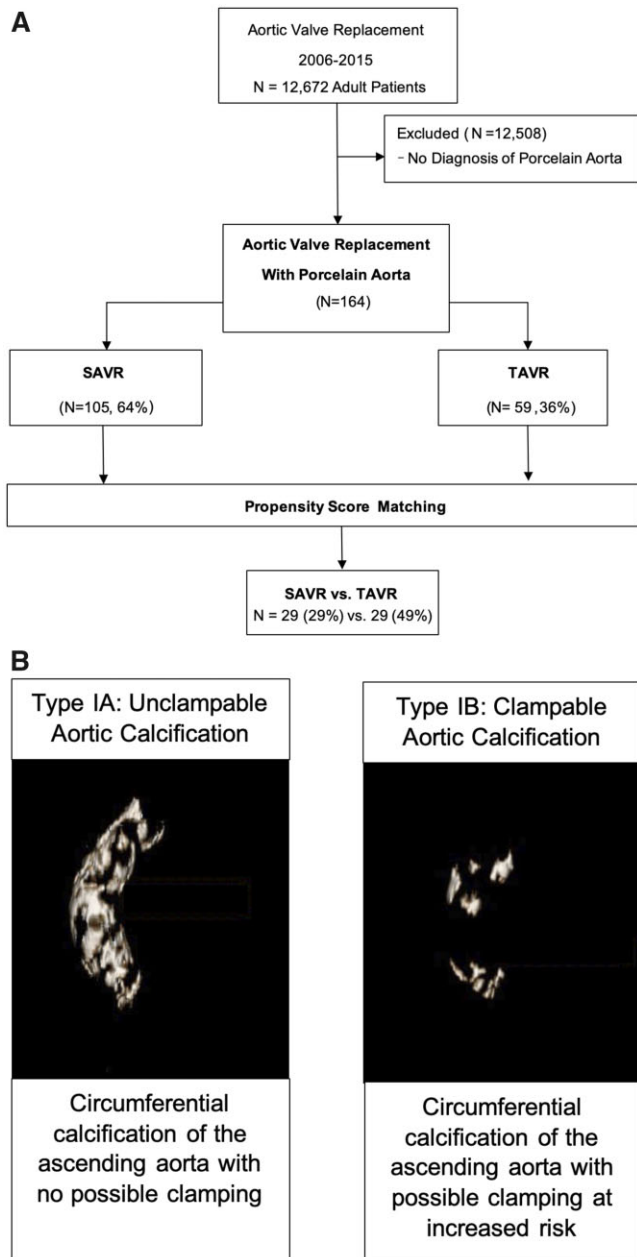 A
Aortic Valve Replacement
2006-2015
N = 12,672 Adult Patients
Excluded ( N =12,508)
- No Diagnosis of Porcelain Aorta
Aortic Valve Replacement
With Porcelain Aorta
(N=164)
SAVR
(N=105, 64%)
TAVR
(N= 59 ,36%)
Propensity Score Matching
SAVR vs. TAVR
N = 29 (29%) vs. 29 (49%)
B
Type IA: Unclampable
Aortic Calcification
Circumferential
calcification of the
ascending aorta with
no possible clamping
Type IB: Clampable
Aortic Calcification
Circumferential
calcification of the
ascending aorta with
possible clamping at
increased risk